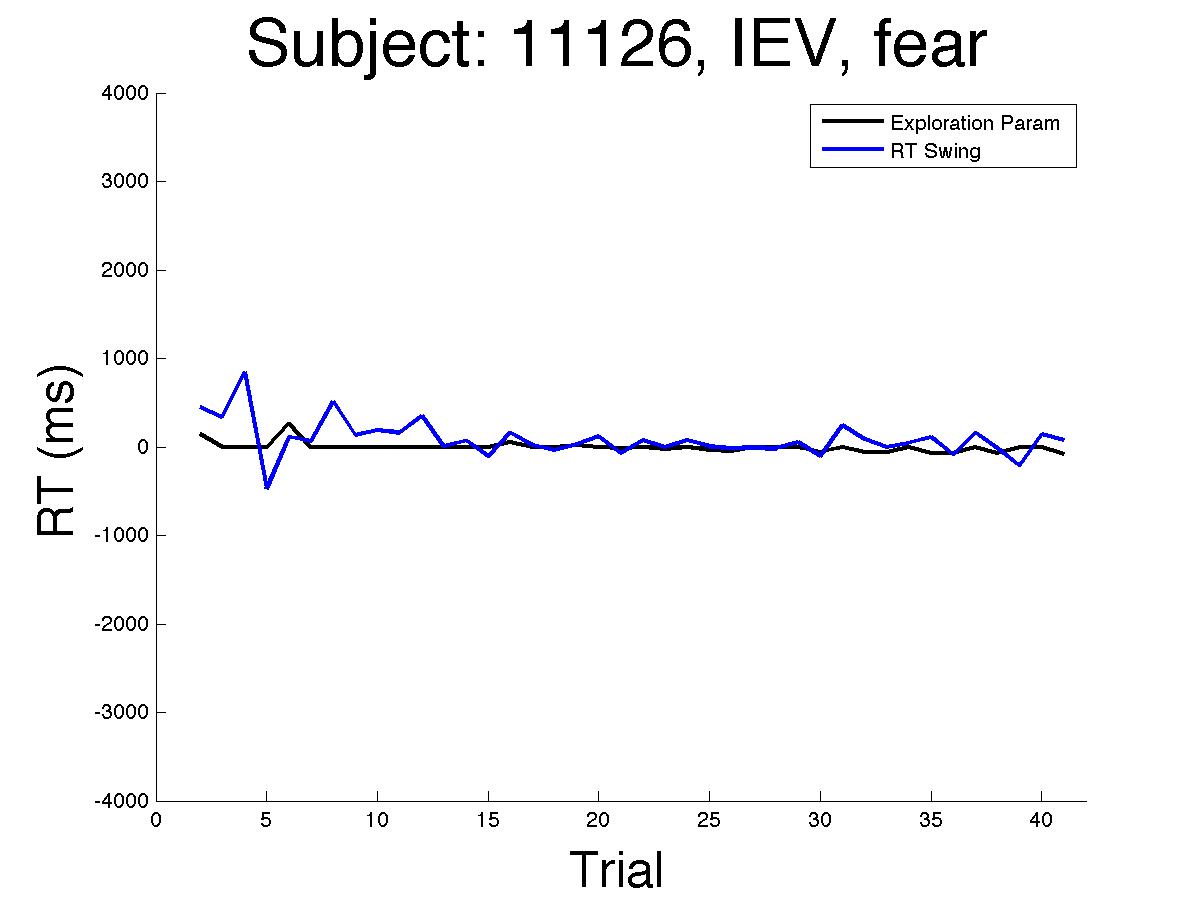 Subject: 11126, IEV, fear
4000
3000
2000
1000
0
-1000
-2000
-3000
-4000
RT (ms)
Exploration Param
RT Swing
0 5 10 15 20 25 30 35 40
Trial